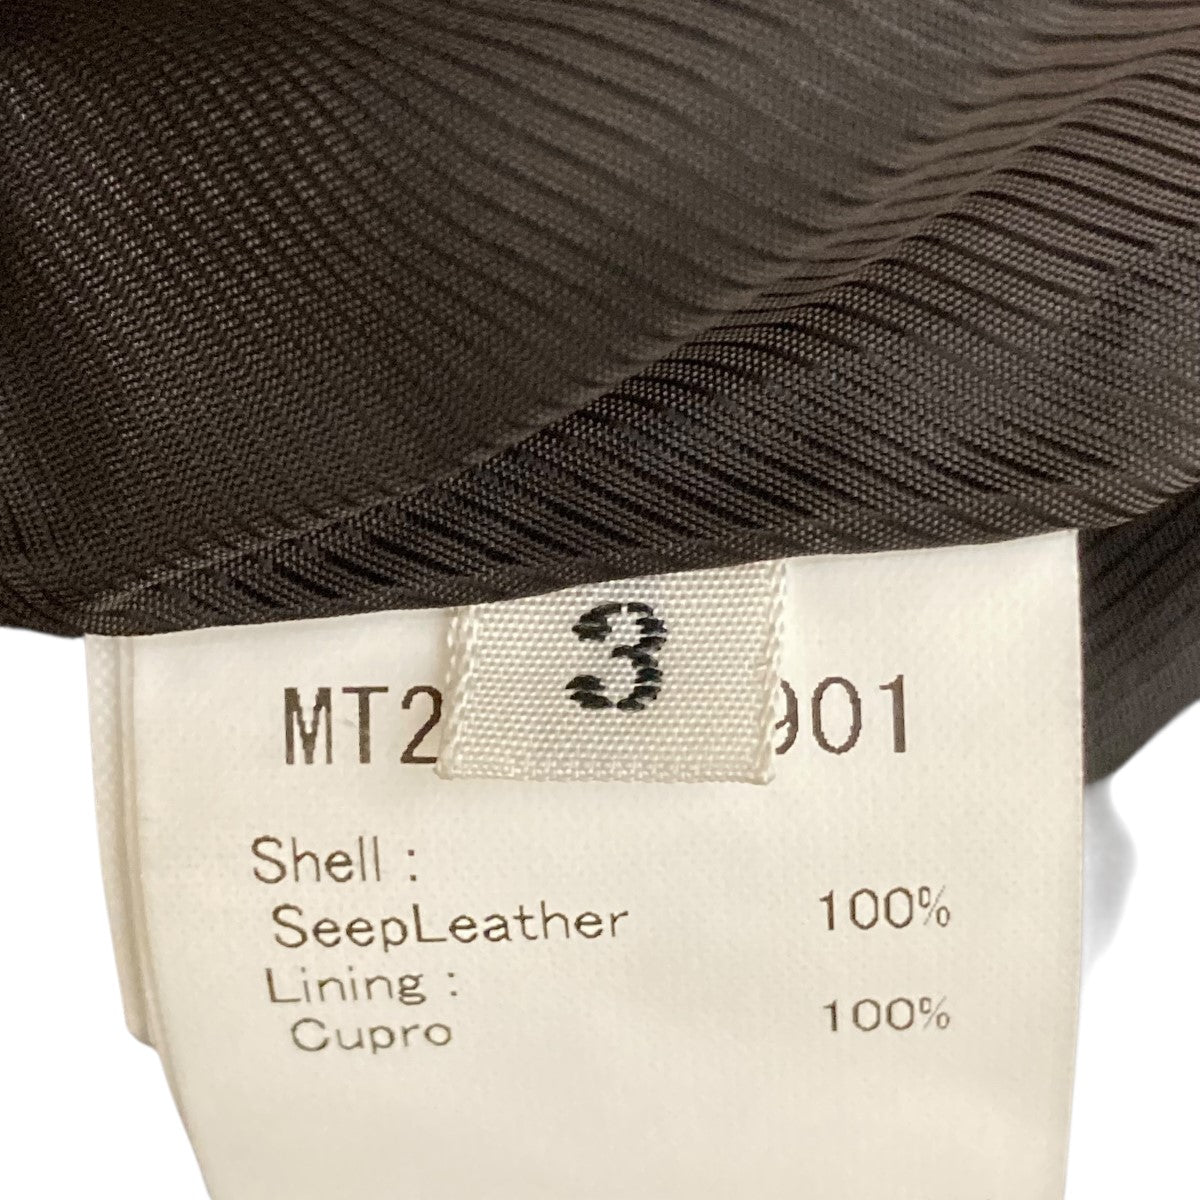 3
MT2 901
Shell :
SeepLeather 100%
Lining :
Cupro 100%